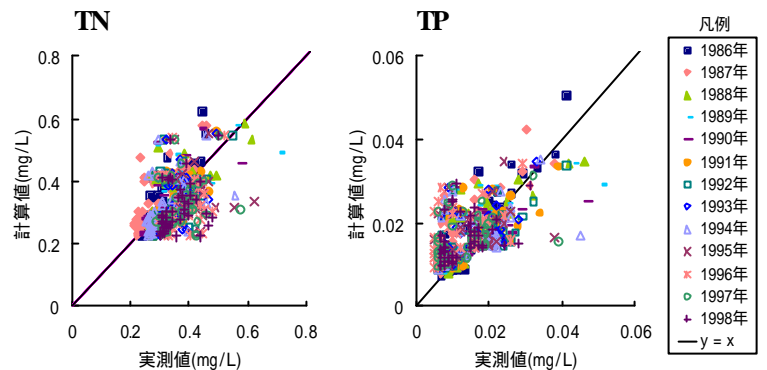 TN
0.8
0.6
0.4
0.2
0
0 0.2 0.4 0.6 0.8
計算値(mg/L)
実測値(mg/L)
TP
0.06
0.04
0.02
0
0 0.02 0.04 0.06
計算値(mg/L)
実測値(mg/L)
凡例
1986年
1987年
1988年
1989年
1990年
1991年
1992年
1993年
1994年
1995年
1996年
1997年
1998年
y = x